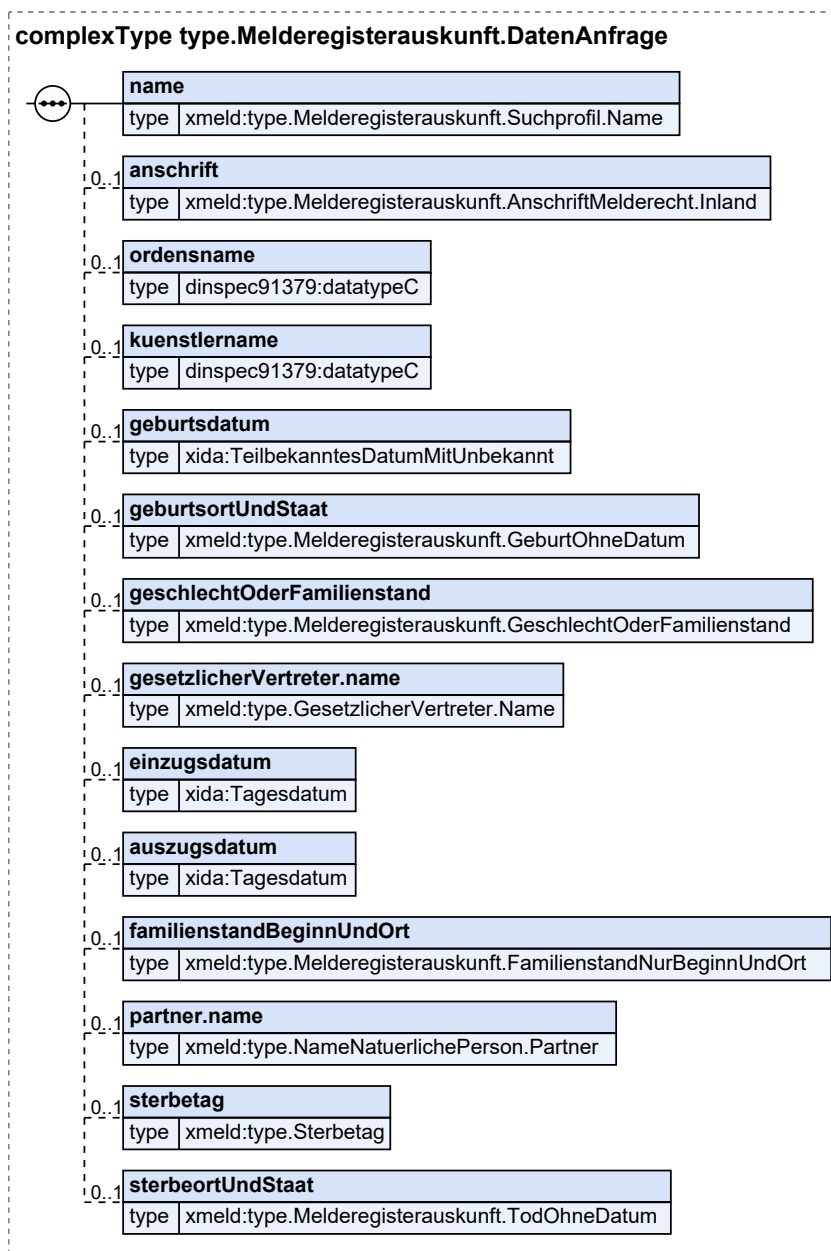 complexType type.Melderegisterauskunft.DatenAnfrage
name
type xmeld:type.Melderegisterauskunft.Suchprofil.Name
0..1 anschrift
type xmeld:type.Melderegisterauskunft.AnschriftMelderecht.Inland
0..1 ordensname
type dinspec91379:datatypeC
0..1 kuenstlername
type dinspec91379:datatypeC
0..1 geburtsdatum
type xida:TeilbekanntesDatumMitUnbekannt
0..1 geburtsortUndStaat
type xmeld:type.Melderegisterauskunft.GeburtOhneDatum
0..1 geschlechtOderFamilienstand
type xmeld:type.Melderegisterauskunft.GeschlechtOderFamilienstand
0..1 gesetzlicherVertreter.name
type xmeld:type.GesetzlicherVertreter.Name
0..1 einzugsdatum
type xida:Tagesdatum
0..1 auszugsdatum
type xida:Tagesdatum
0..1 familienstandBeginnUndOrt
type xmeld:type.Melderegisterauskunft.FamilienstandNurBeginnUndOrt
0..1 partner.name
type xmeld:type.NameNatuerlichePerson.Partner
0..1 sterbetag
type xmeld:type.Sterbetag
0..1 sterbeortUndStaat
type xmeld:type.Melderegisterauskunft.TodOhneDatum